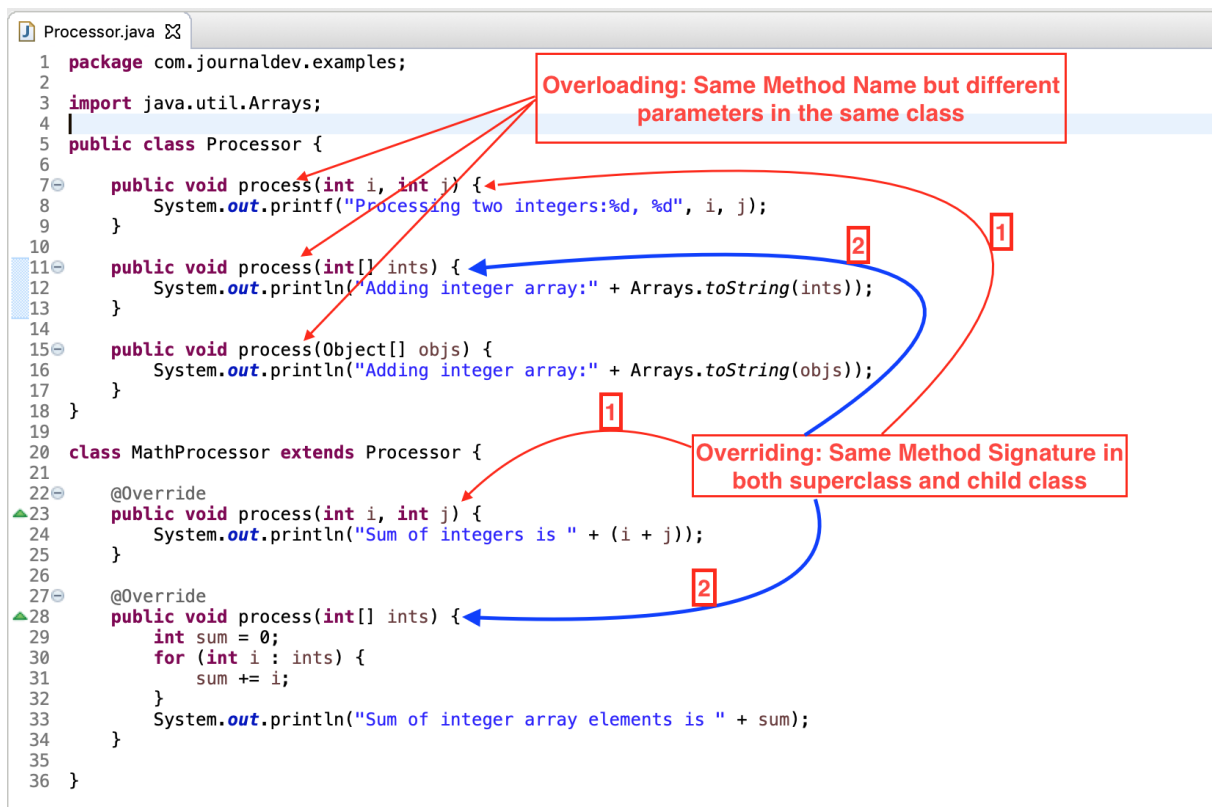 Processor.java
1 package com.journaldev.examples;
2
3 import java.util.Arrays;
4
5 public class Processor {
6
7     public void process(int i, int j) {
8         System.out.printf("Processing two integers:%d, %d", i, j);
9     }
10
11     public void process(int[] ints) {
12         System.out.println("Adding integer array:" + Arrays.toString(ints));
13     }
14
15     public void process(Object[] objs) {
16         System.out.println("Adding integer array:" + Arrays.toString(objs));
17     }
18 }
19
20 class MathProcessor extends Processor {
21
22     @Override
23     public void process(int i, int j) {
24         System.out.println("Sum of integers is " + (i + j));
25     }
26
27     @Override
28     public void process(int[] ints) {
29         int sum = 0;
30         for (int i : ints) {
31             sum += i;
32         }
33         System.out.println("Sum of integer array elements is " + sum);
34     }
35
36 }
Overloading: Same Method Name but different
parameters in the same class
1
2
1
Overriding: Same Method Signature in
both superclass and child class
2